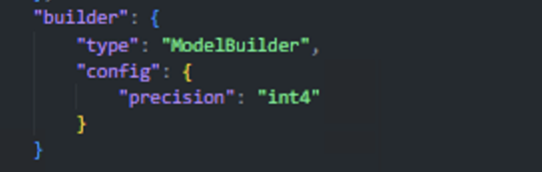 "builder": {
"type": "ModelBuilder",
"config": {
"precision": "int4"
}
}